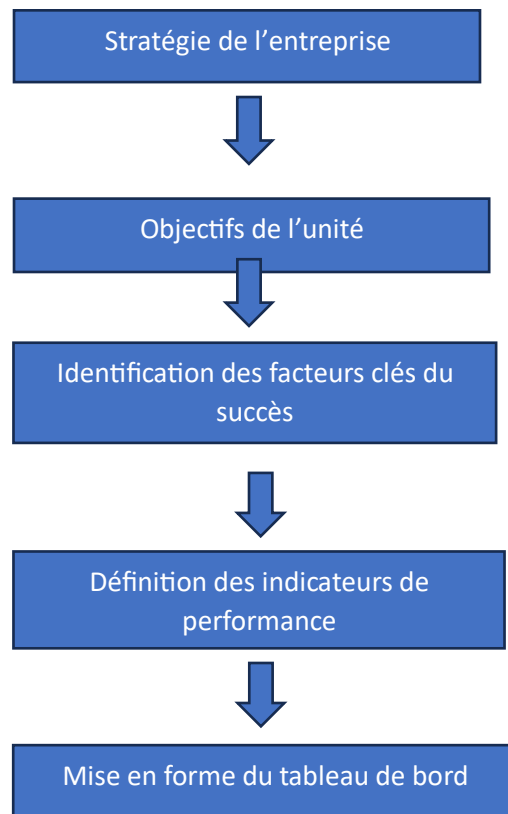 Stratégie de l’entreprise
Objectifs de l’unité
Identification des facteurs clés du
succès
Définition des indicateurs de
performance
Mise en forme du tableau de bord